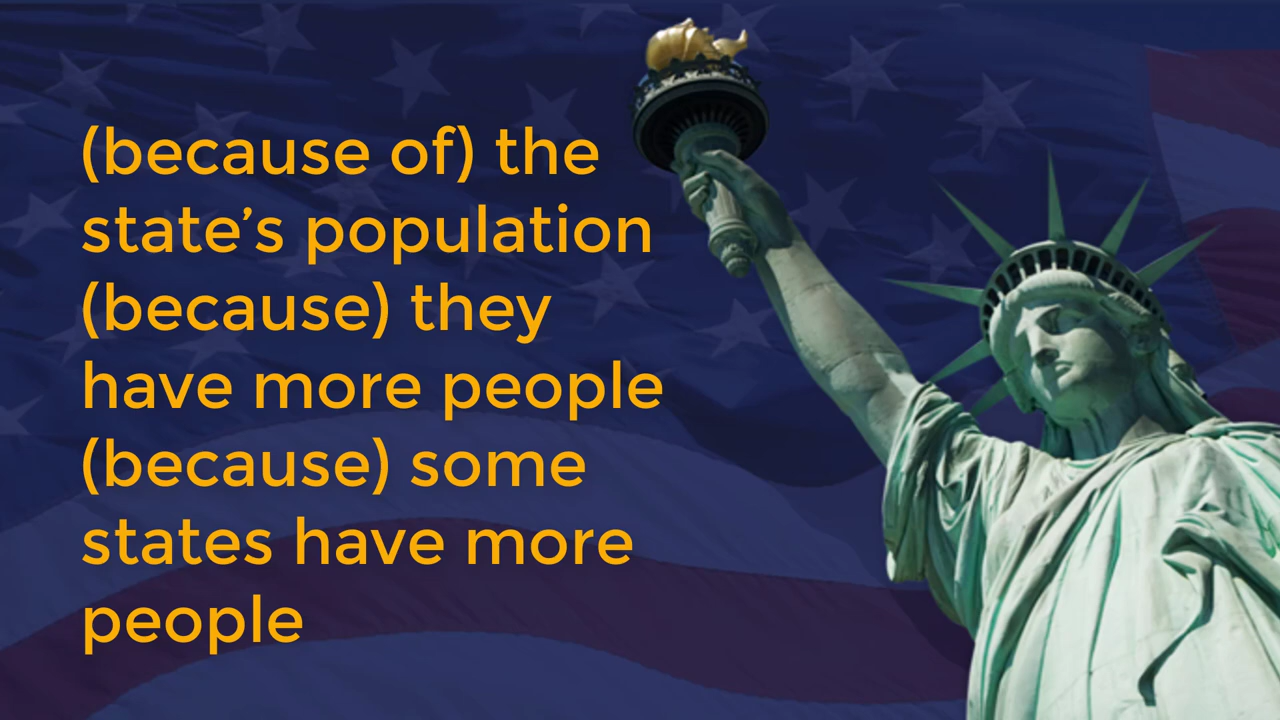 (because of) the
state’s population
(because) they
have more people
(because) some
states have more
people